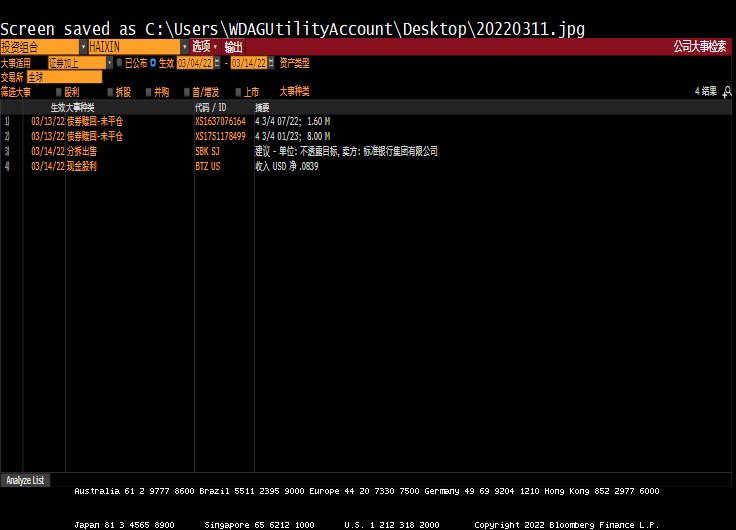 Screen saved as C:\Users\WDAGUtilityAccount\Desktop\20220311.jpg
投资组合 HAIXIN 选项 输出 公司大事检索
大事适用 证券加上 已公布 生效 03/04/22 - 03/14/22 资产类型
交易所 全球
筛选大事 股利 拆股 并购 首/增发 上市 大事种类 4 结果
生效 大事种类 代码 / ID 摘要
1) 03/13/22 债券赎回-未平仓 XS1637076164 4 3/4 07/22; 1.60 M
2) 03/13/22 债券赎回-未平仓 XS1751178499 4 3/4 01/23; 8.00 M
3) 03/14/22 分拆出售 SBK SJ 建议 - 单位: 不透露目标, 卖方: 标准银行集团有限公司
4) 03/14/22 现金股利 BTZ US 收入 USD 净 .0839
Analyze List
Australia 61 2 9777 8600 Brazil 5511 2395 9000 Europe 44 20 7330 7500 Germany 49 69 9204 1210 Hong Kong 852 2977 6000
Japan 81 3 4565 8900 Singapore 65 6212 1000 U.S. 1 212 318 2000 Copyright 2022 Bloomberg Finance L.P.